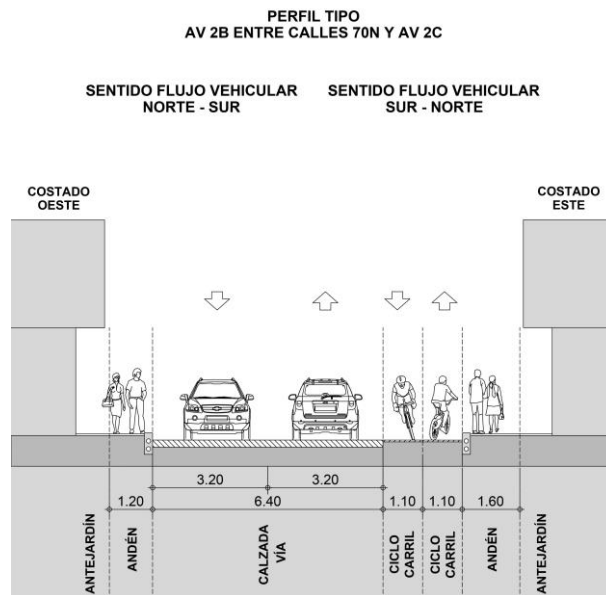 PERFIL TIPO
AV 2B ENTRE CALLES 70N Y AV 2C
SENTIDO FLUJO VEHICULAR
NORTE - SUR
SENTIDO FLUJO VEHICULAR
SUR - NORTE
COSTADO
OESTE
COSTADO
ESTE
3.20
3.20
1.20
6.40
1.10
1.10
1.60
ANTEJARDÍN
ANDÉN
CALZADA
VÍA
CICLO
CARRIL
CICLO
CARRIL
ANDÉN
ANTEJARDÍN